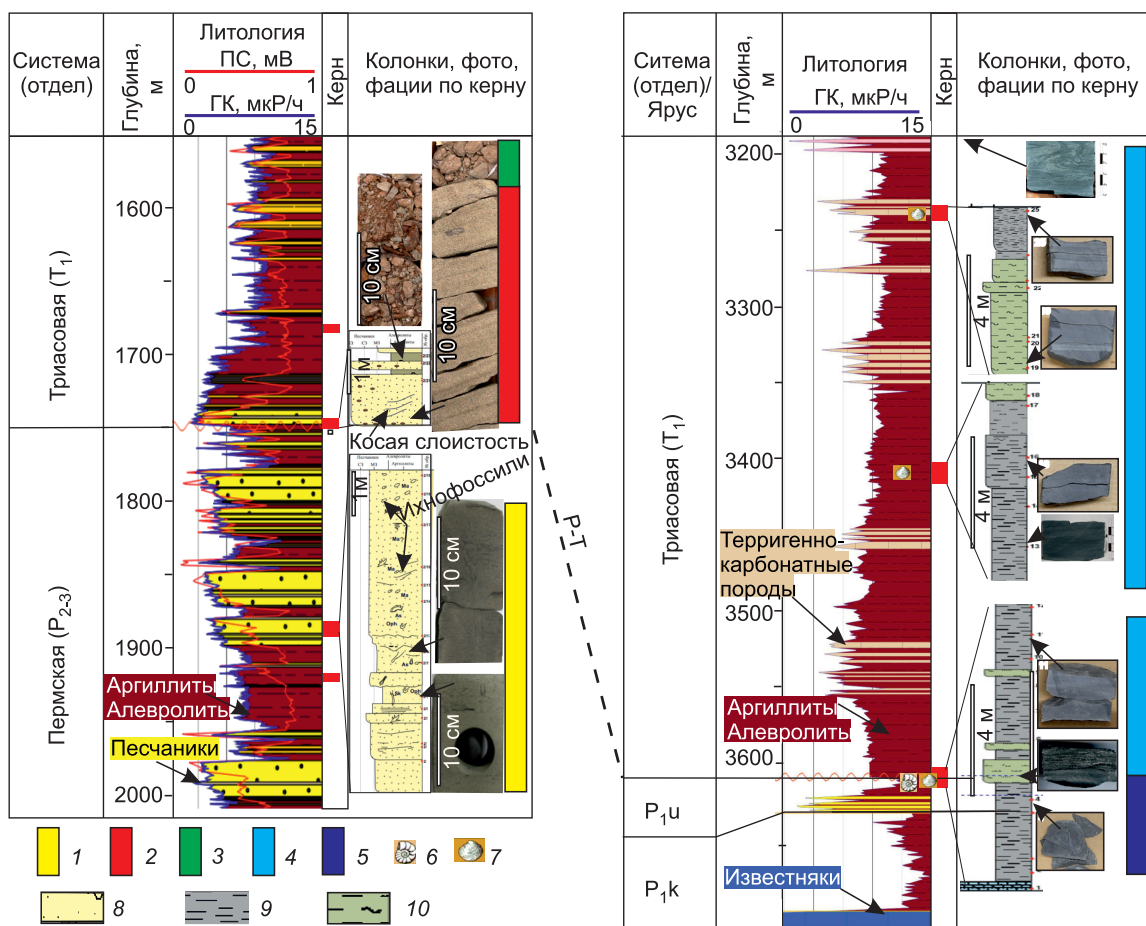 Система
(отдел)
Глубина,
м
Литология
ПС, мВ
0 1
ГК, мкР/ч
0 15
Керн
Колонки, фото,
фации по керну
Триасовая (T1)
Пермская (P2-3)
1600
1700
1800
1900
2000
10 см
10 см
1 м
Косая слоистость
Ихнофоссили
1м
10 см
10 см
Аргиллиты
Алевролить
Песчаники
P-T
Ситема
(отдел)/
Ярус
Глубина,
м
Литология
ГК, мкР/ч
0 15
Керн
Колонки, фото,
фации по керну
Триасовая (T1)
P1u
P1k
3200
3300
3400
3500
3600
4 м
4 м
4 м
Терригенно-
карбонатные
породы
Аргиллиты
Алевролиты
Известняки
1 2 3 4 5 6 7
8 9 10